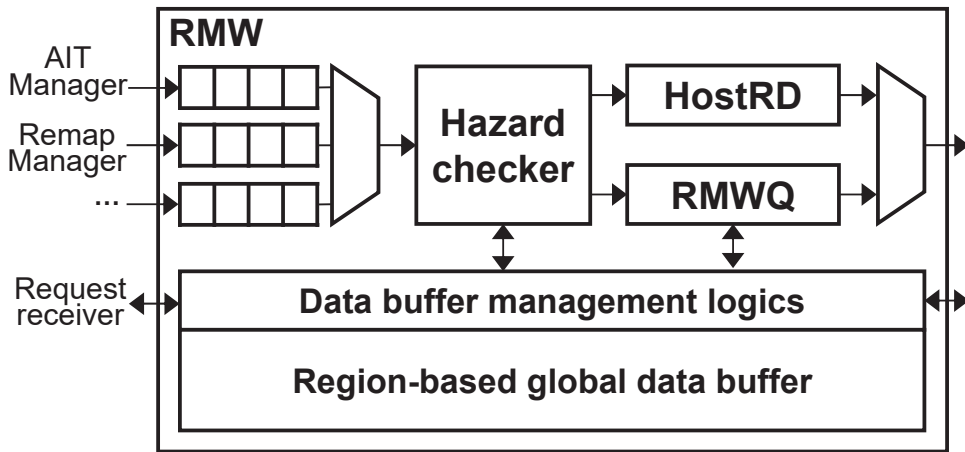 RMW
AIT
Manager
Remap
Manager
...
Request
receiver
Hazard
checker
HostRD
RMWQ
Data buffer management logics
Region-based global data buffer